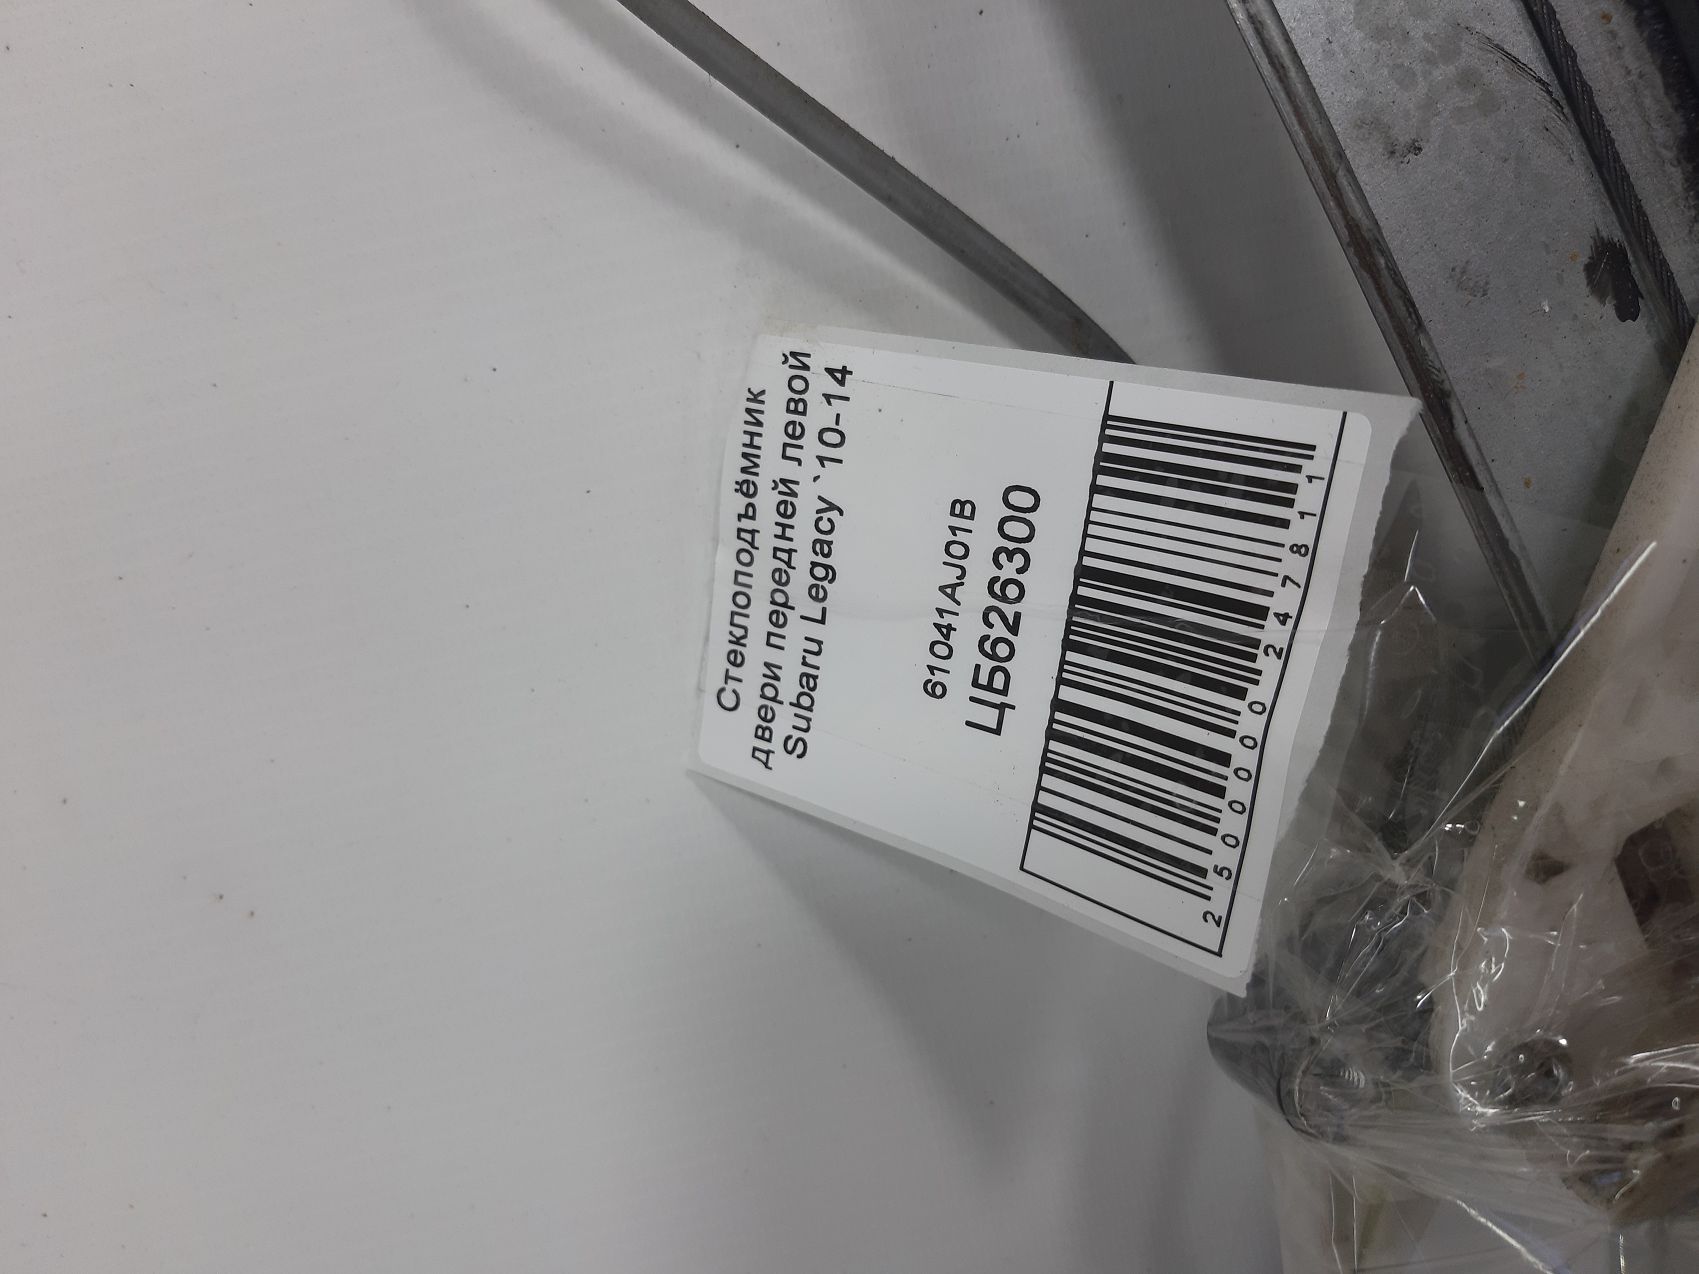 Стеклоподъёмник
двери передней левой
Subaru Legacy `10-14
61041AJ01B
ЦБ626300
2500000247811